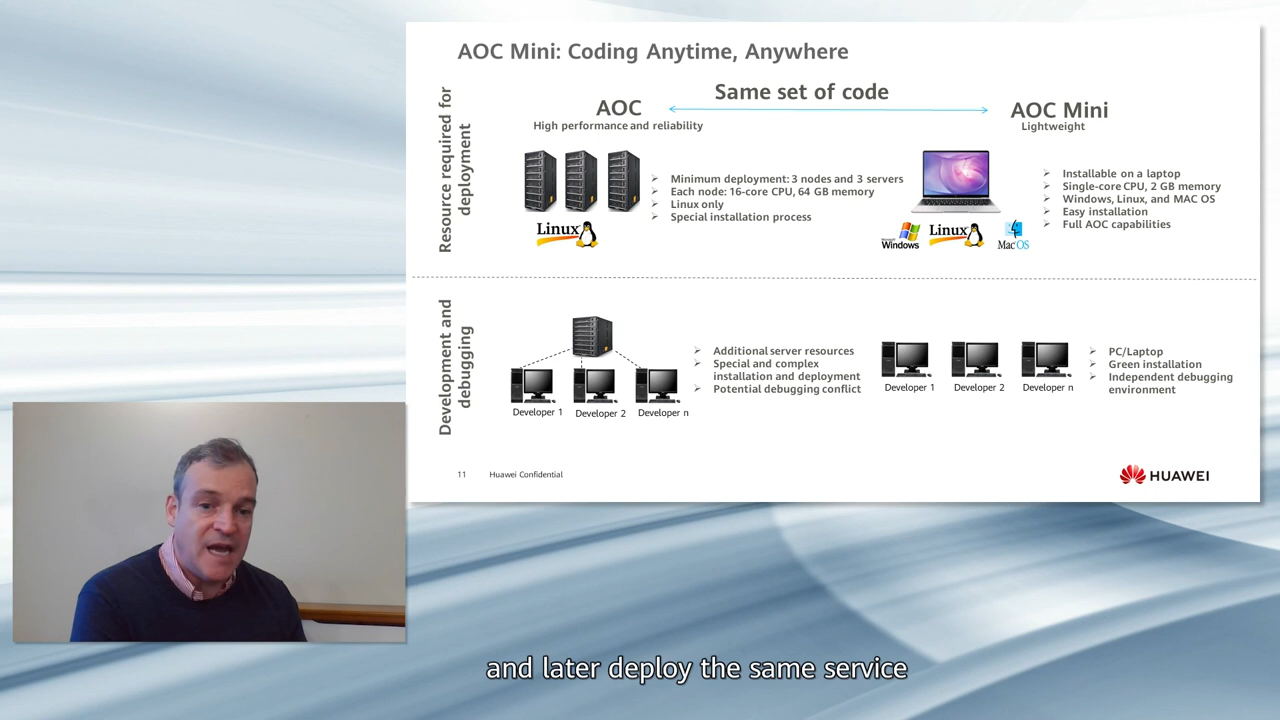 AOC Mini: Coding Anytime, Anywhere
Resource required for
deployment
Same set of code
AOC
High performance and reliability
AOC Mini
Lightweight
Minimum deployment: 3 nodes and 3 servers
Each node: 16-core CPU, 64 GB memory
Linux only
Special installation process
Linux
Installable on a laptop
Single-core CPU, 2 GB memory
Windows, Linux, and MAC OS
Easy installation
Full AOC capabilities
Windows
Linux
Mac OS
Development and
debugging
Developer 1
Developer 2
Developer n
Additional server resources
Special and complex
installation and deployment
Potential debugging conflict
Developer 1
Developer 2
Developer n
PC/Laptop
Green installation
Independent debugging
environment
11
Huawei Confidential
HUAWEI
and later deploy the same service